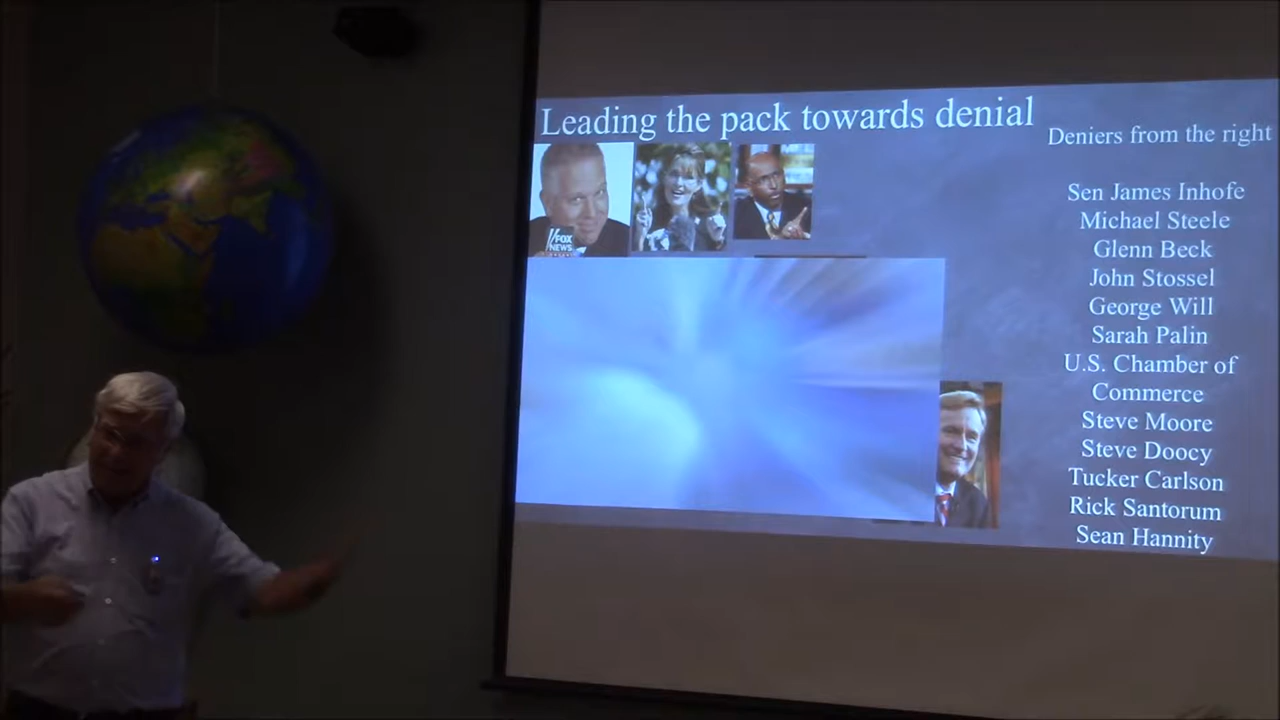 Leading the pack towards denial
Deniers from the right
FOX
NEWS
Sen James Inhofe
Michael Steele
Glenn Beck
John Stossel
George Will
Sarah Palin
U.S. Chamber of
Commerce
Steve Moore
Steve Doocy
Tucker Carlson
Rick Santorum
Sean Hannity